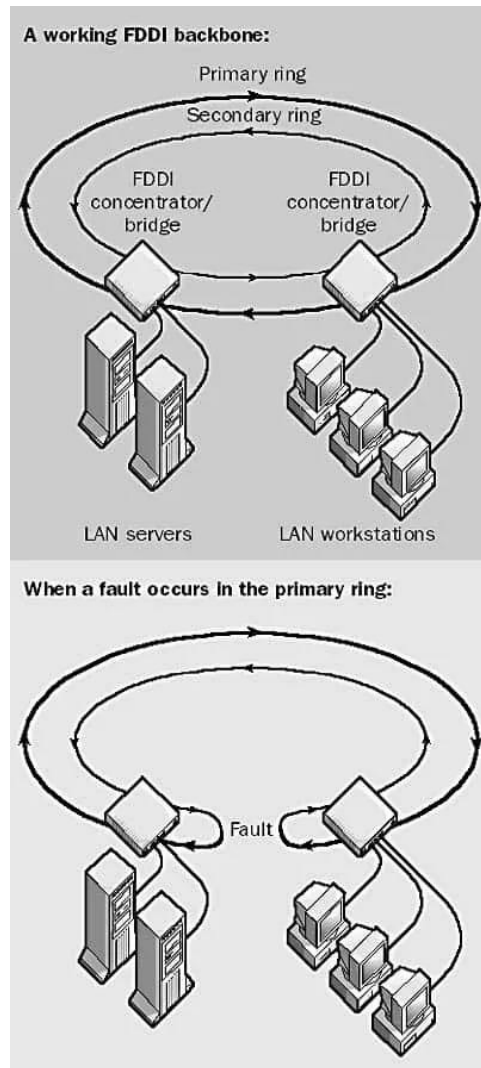 A working FDDI backbone:
Primary ring
Secondary ring
FDDI
concentrator/
bridge
FDDI
concentrator/
bridge
LAN servers
LAN workstations
When a fault occurs in the primary ring:
Fault